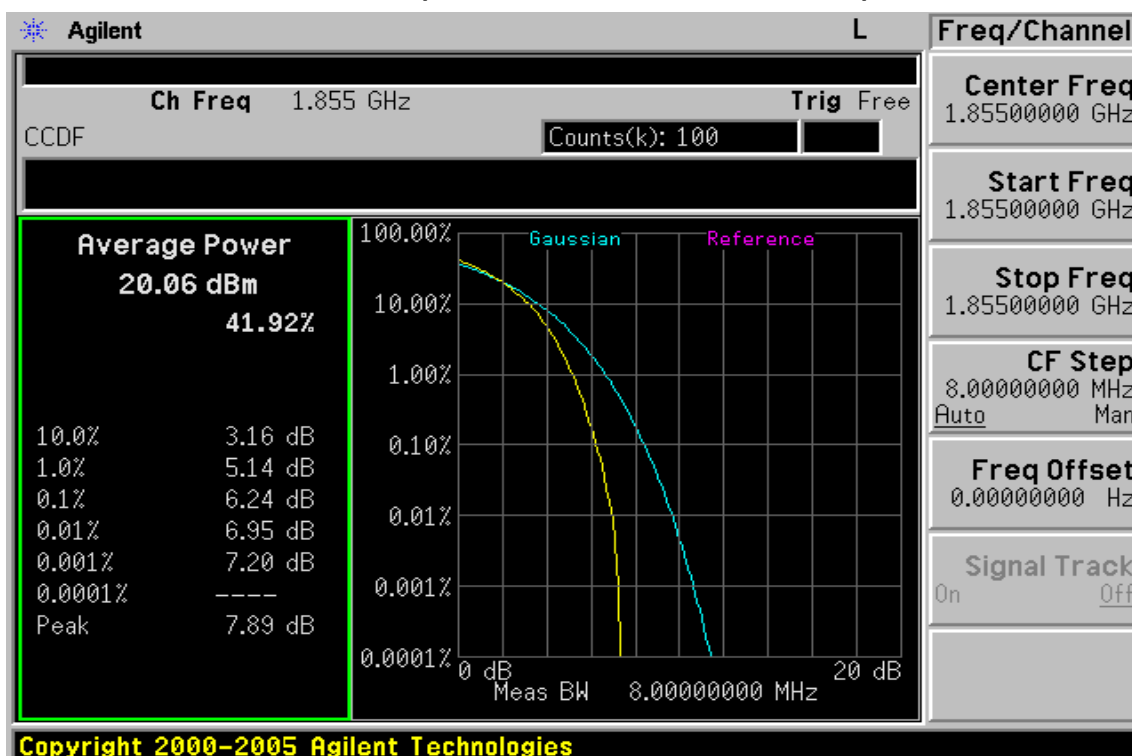 Agilent L Freq/Channel
Ch Freq 1.855 GHz Trig Free
CCDF Counts(k): 100
Average Power
20.06 dBm
41.92%
10.0% 3.16 dB
1.0% 5.14 dB
0.1% 6.24 dB
0.01% 6.95 dB
0.001% 7.20 dB
0.0001% ----
Peak 7.89 dB
100.00%
10.00%
1.00%
0.10%
0.01%
0.001%
0.0001%
Gaussian Reference
0 dB 20 dB
Meas BW 8.00000000 MHz
Center Freq
1.85500000 GHz
Start Freq
1.85500000 GHz
Stop Freq
1.85500000 GHz
CF Step
8.00000000 MHz
Auto Man
Freq Offset
0.00000000 Hz
Signal Track
On Off
Copyright 2000-2005 Agilent Technologies